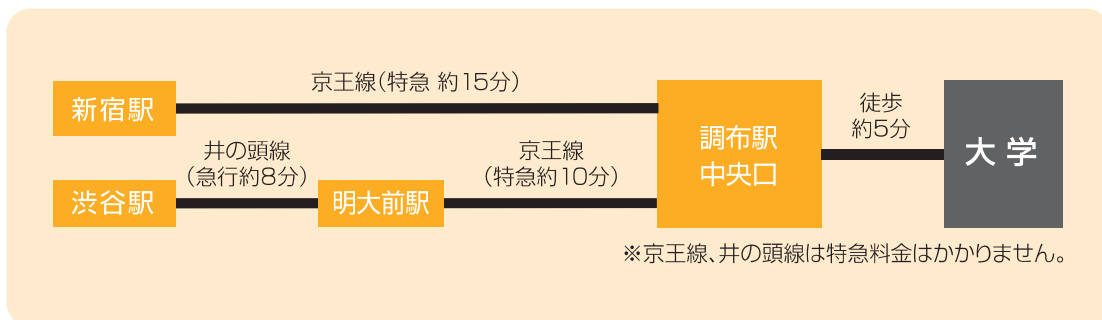 新宿駅
京王線(特急 約15分)
渋谷駅
井の頭線
(急行約8分)
明大前駅
京王線
(特急約10分)
調布駅
中央口
徒歩
約5分
大学
※京王線、井の頭線は特急料金はかかりません。